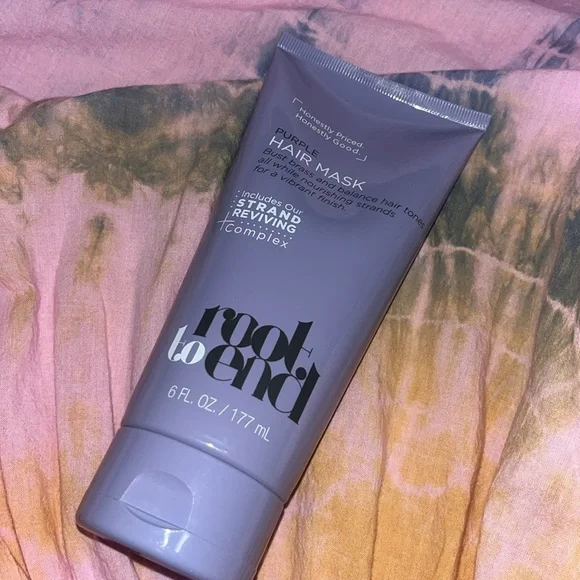 Honestly Priced
Honestly Good
PURPLE
HAIR MASK
Bust brass and balance hair tones
all while nourishing strands
for a vibrant finish.
Includes Our
STRAND
REVIVING
+complex
root
to end
6 FL. OZ. / 177 mL